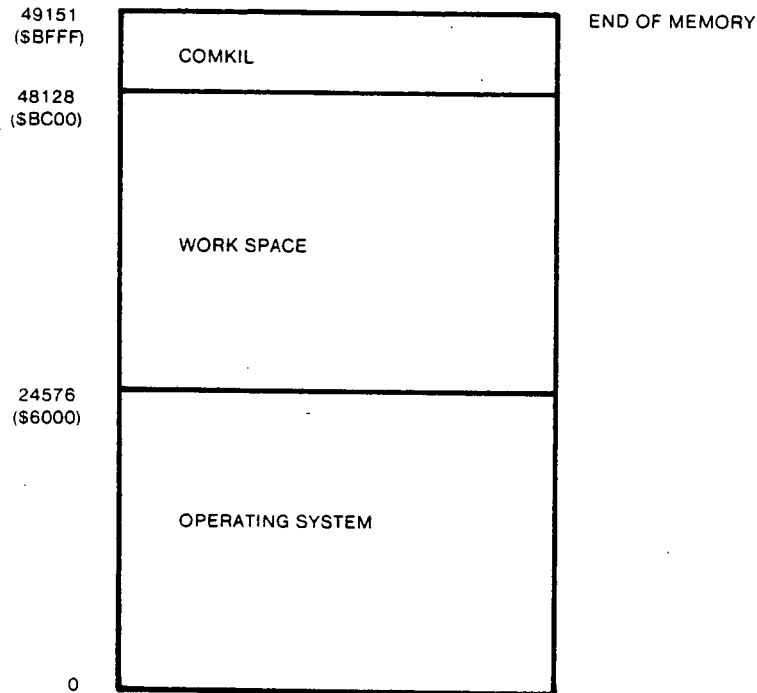 49151
($BFFF)
END OF MEMORY
COMKIL
48128
($BC00)
WORK SPACE
24576
($6000)
OPERATING SYSTEM
0